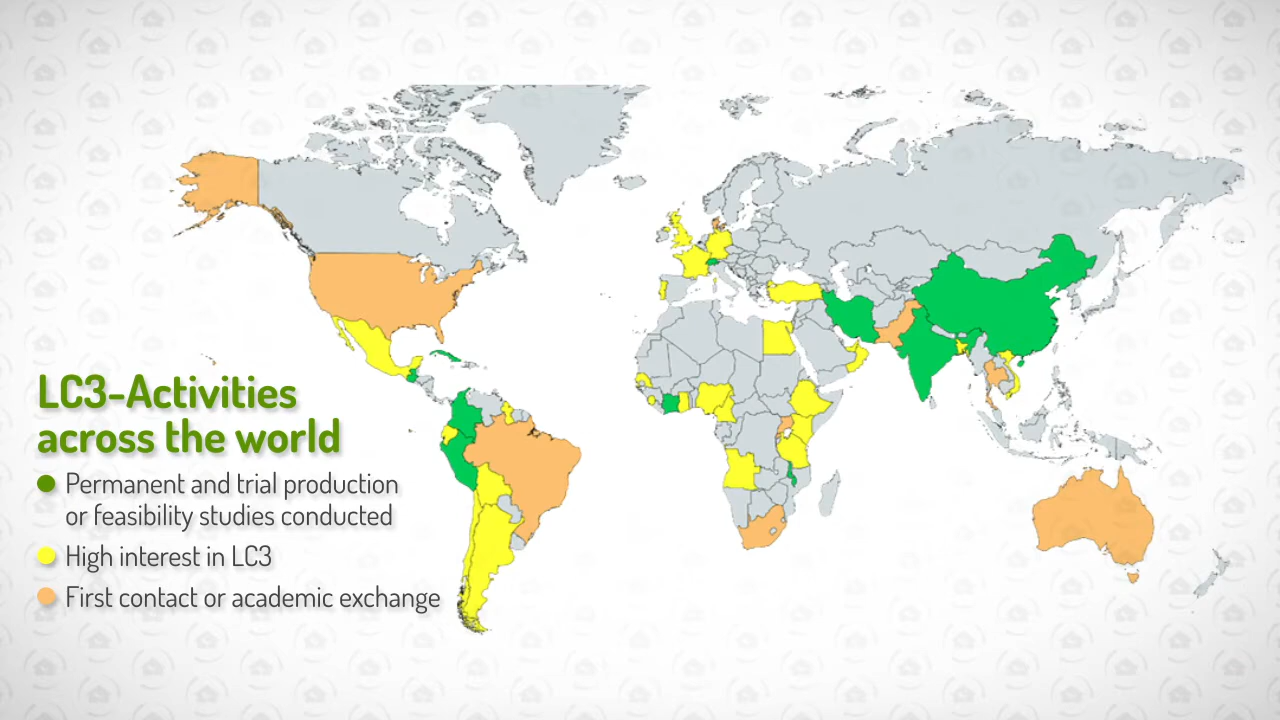 LC3-Activities
across the world
Permanent and trial production
or feasibility studies conducted
High interest in LC3
First contact or academic exchange